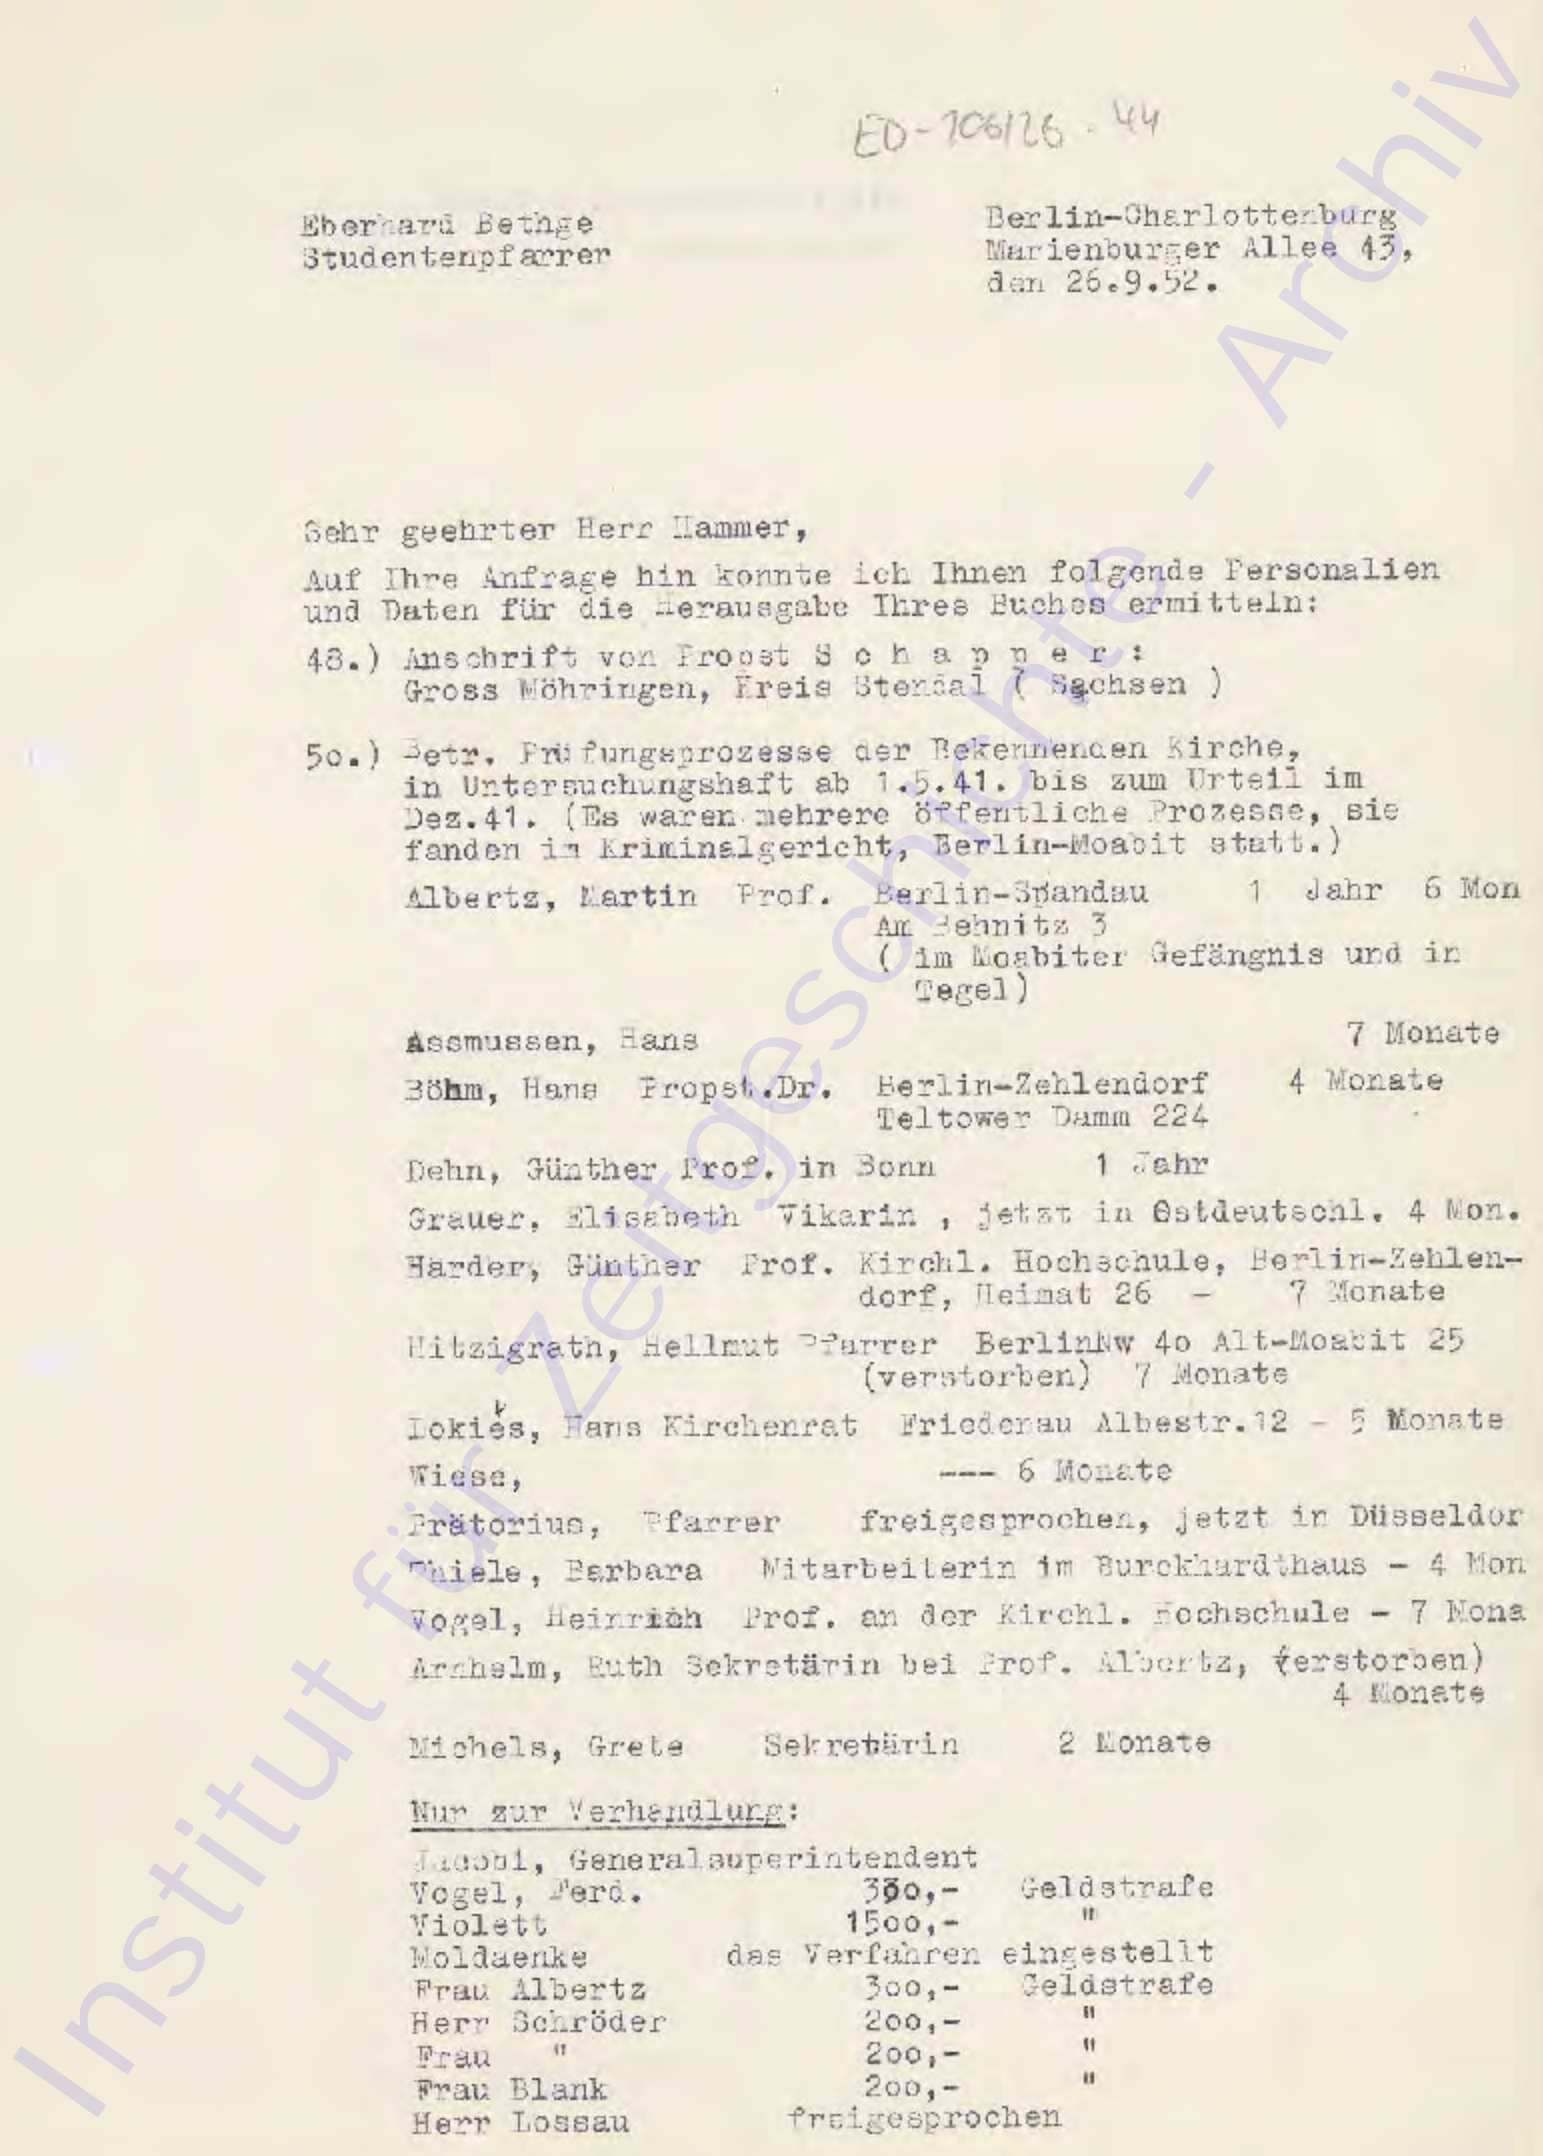 ED-106/26 - 44
Eberhard Bethge
Studentenpfarrer
Berlin-Charlottenburg
Marienburger Allee 43,
den 26.9.52.
Sehr geehrter Herr Hammer,
Auf Ihre Anfrage hin konnte ich Ihnen folgende Personalien
und Daten für die Herausgabe Ihres Buches ermitteln:
48.) Anschrift von Propst S c h a p p e r :
Gross Möhringen, Kreis Stendal ( Sachsen )
5o.) Betr. Prüfungsprozesse der Bekennenden Kirche,
in Untersuchungshaft ab 1.5.41. bis zum Urteil im
Dez.41. (Es waren mehrere öffentliche Prozesse, sie
fanden im Kriminalgericht, Berlin-Moabit statt.)
Albertz, Martin Prof. Berlin-Spandau 1 Jahr 6 Mon
Am Behnitz 3
( im Moabiter Gefängnis und in
Tegel)
Assmussen, Hans 7 Monate
Böhm, Hans Propst.Dr. Berlin-Zehlendorf 4 Monate
Teltower Damm 224
Dehn, Günther Prof. in Bonn 1 Jahr
Grauer, Elisabeth Vikarin , jetzt in Ostdeutschl. 4 Mon.
Harder, Günther Prof. Kirchl. Hochschule, Berlin-Zehlen-
dorf, Heimat 26 - 7 Monate
Hitzigrath, Hellmut Pfarrer BerlinNw 4o Alt-Moabit 25
(verstorben) 7 Monate
Lokies, Hans Kirchenrat Friedenau Albestr.12 - 5 Monate
Wiese, --- 6 Monate
Prätorius, Pfarrer freigesprochen, jetzt in Düsseldor
Thiele, Barbara Mitarbeiterin im Burckhardthaus - 4 Mon
Vogel, Heinrich Prof. an der Kirchl. Hochschule - 7 Mona
Arnheim, Ruth Sekretärin bei Prof. Albertz, (erstorben)
4 Monate
Michels, Grete Sekretärin 2 Monate
Nur zur Verhandlung:
Jacobi, Generalsuperintendent
Vogel, Ferd. 300,- Geldstrafe
Violett 15oo,- "
Moldaenke das Verfahren eingestellt
Frau Albertz 3oo,- Geldstrafe
Herr Schröder 2oo,- "
Frau " 2oo,- "
Frau Blank 2oo,- "
Herr Lossau freigesprochen
Institut für Zeitgeschichte - Archiv